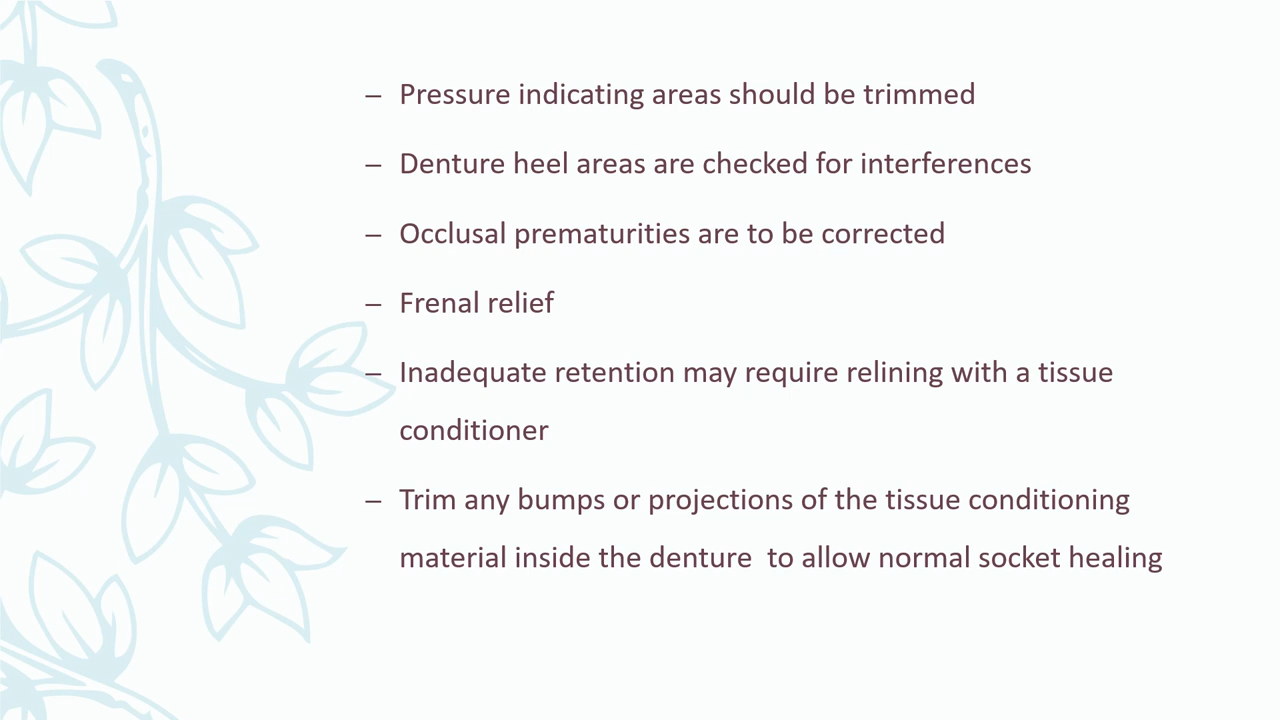 – Pressure indicating areas should be trimmed
– Denture heel areas are checked for interferences
– Occlusal prematurities are to be corrected
– Frenal relief
– Inadequate retention may require relining with a tissue
conditioner
– Trim any bumps or projections of the tissue conditioning
material inside the denture  to allow normal socket healing